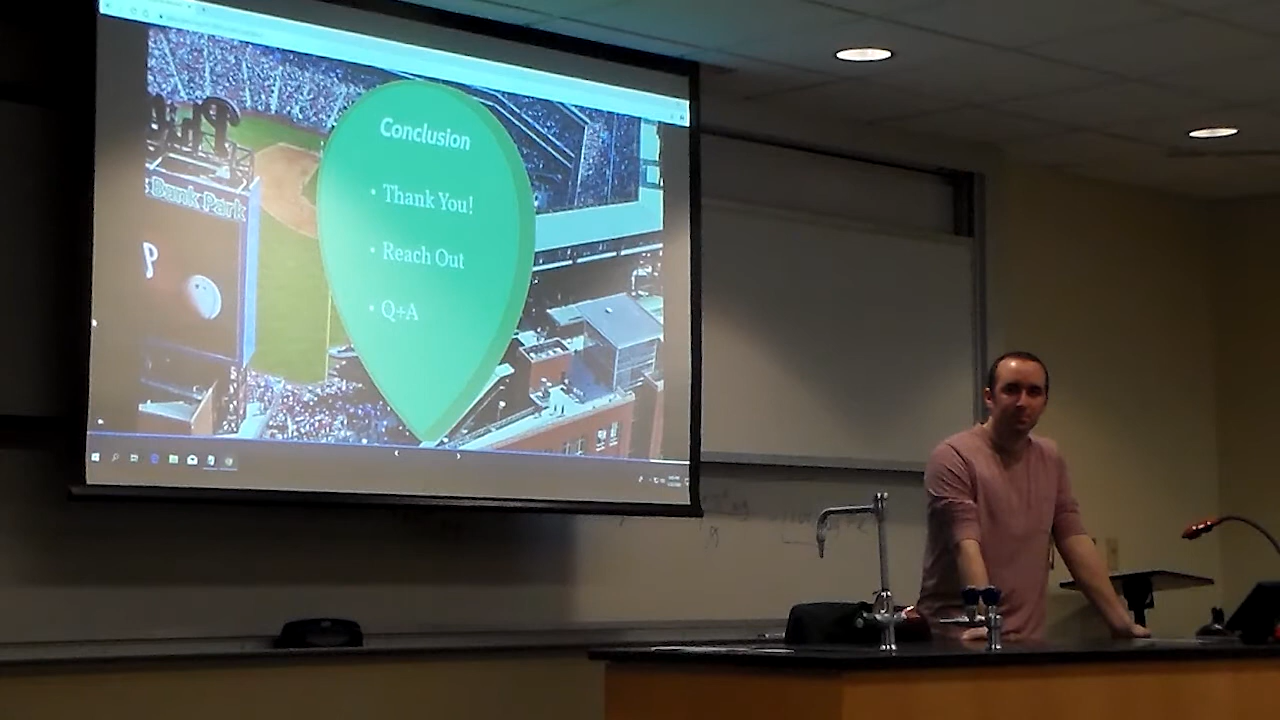 Conclusion
• Thank You!
Bank Park
• Reach Out
P
• Q+A